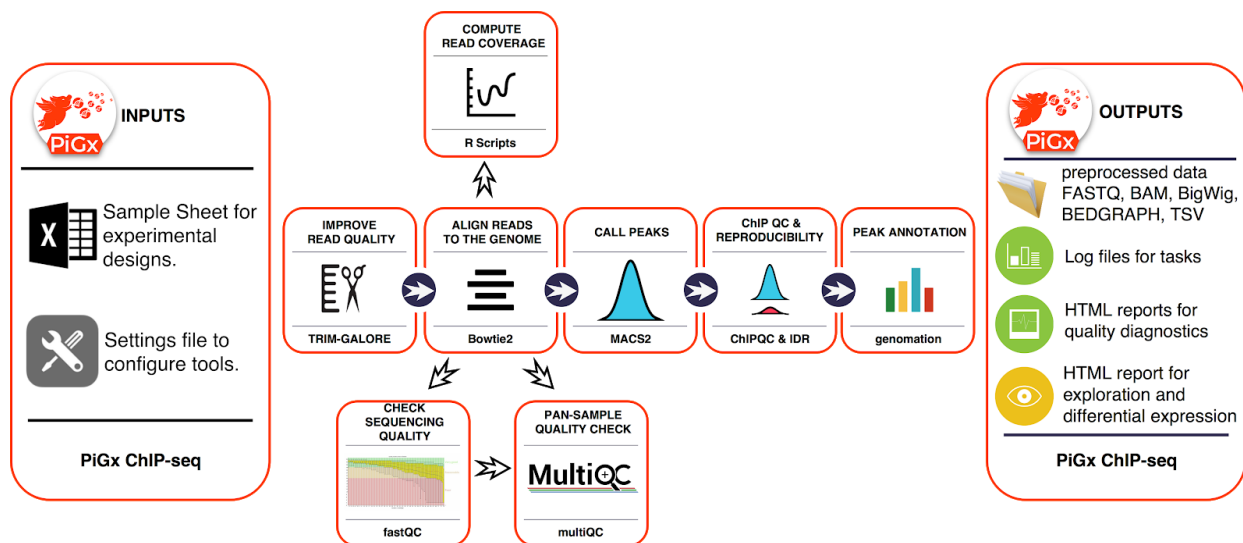 PiGx
INPUTS
Sample Sheet for
experimental
designs.
Settings file to
configure tools.
PiGx ChIP-seq
COMPUTE
READ COVERAGE
R Scripts
IMPROVE
READ QUALITY
TRIM-GALORE
ALIGN READS
TO THE GENOME
Bowtie2
CALL PEAKS
MACS2
ChIP QC &
REPRODUCIBILITY
ChIPQC & IDR
PEAK ANNOTATION
genomation
CHECK
SEQUENCING
QUALITY
fastQC
PAN-SAMPLE
QUALITY CHECK
MultiQC
multiQC
PiGx
OUTPUTS
preprocessed data
FASTQ, BAM, BigWig,
BEDGRAPH, TSV
Log files for tasks
HTML reports for
quality diagnostics
HTML report for
exploration and
differential expression
PiGx ChIP-seq